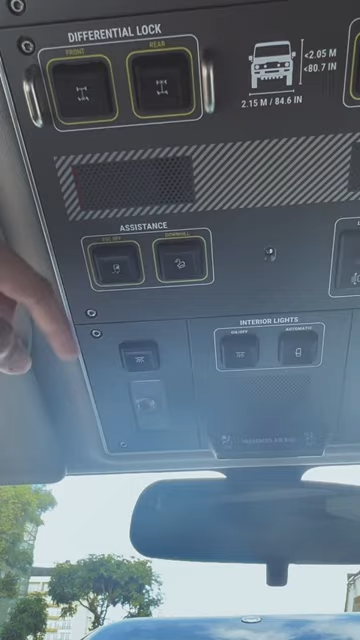 DIFFERENTIAL LOCK
FRONT
REAR
<2.05 M
<80.7 IN
2.15 M / 84.6 IN
ASSISTANCE
ESC OFF
DOWNHILL
INTERIOR LIGHTS
ON/OFF
AUTOMATIC